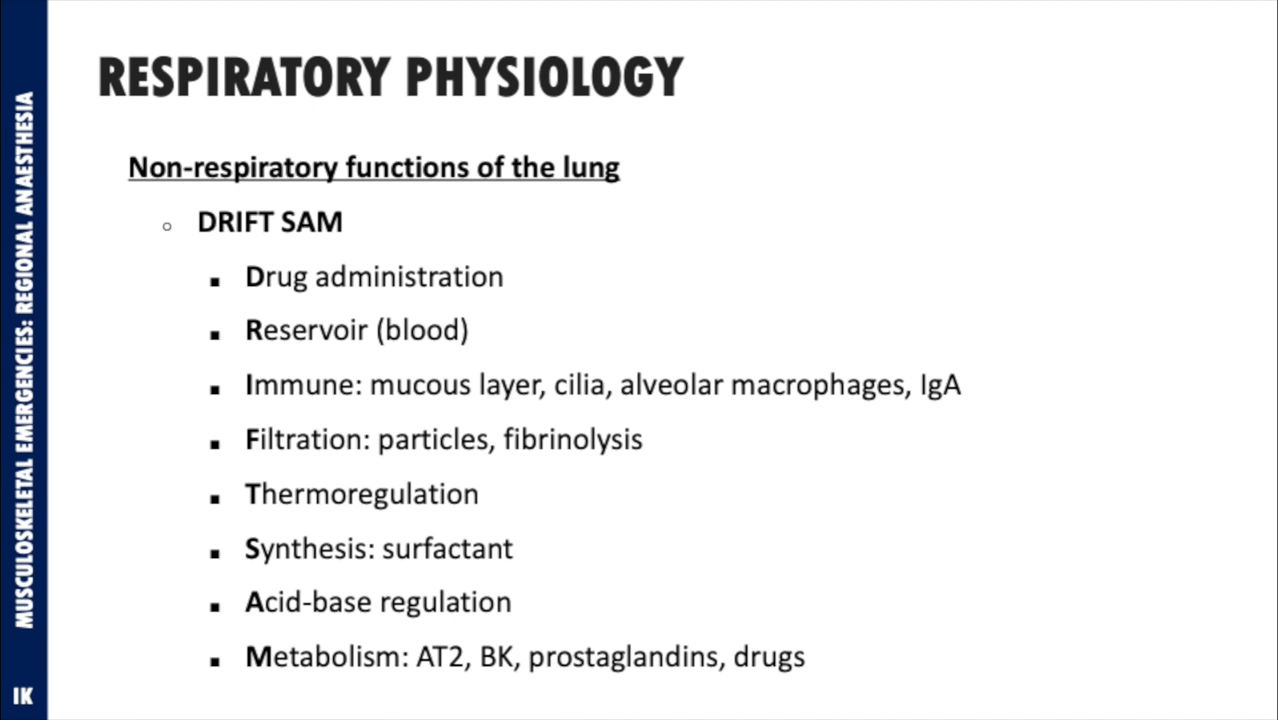 RESPIRATORY PHYSIOLOGY
Non-respiratory functions of the lung
○ DRIFT SAM
▪ Drug administration
▪ Reservoir (blood)
▪ Immune: mucous layer, cilia, alveolar macrophages, IgA
▪ Filtration: particles, fibrinolysis
▪ Thermoregulation
▪ Synthesis: surfactant
▪ Acid-base regulation
▪ Metabolism: AT2, BK, prostaglandins, drugs
MUSCULOSKELETAL EMERGENCIES: REGIONAL ANAESTHESIA
IK